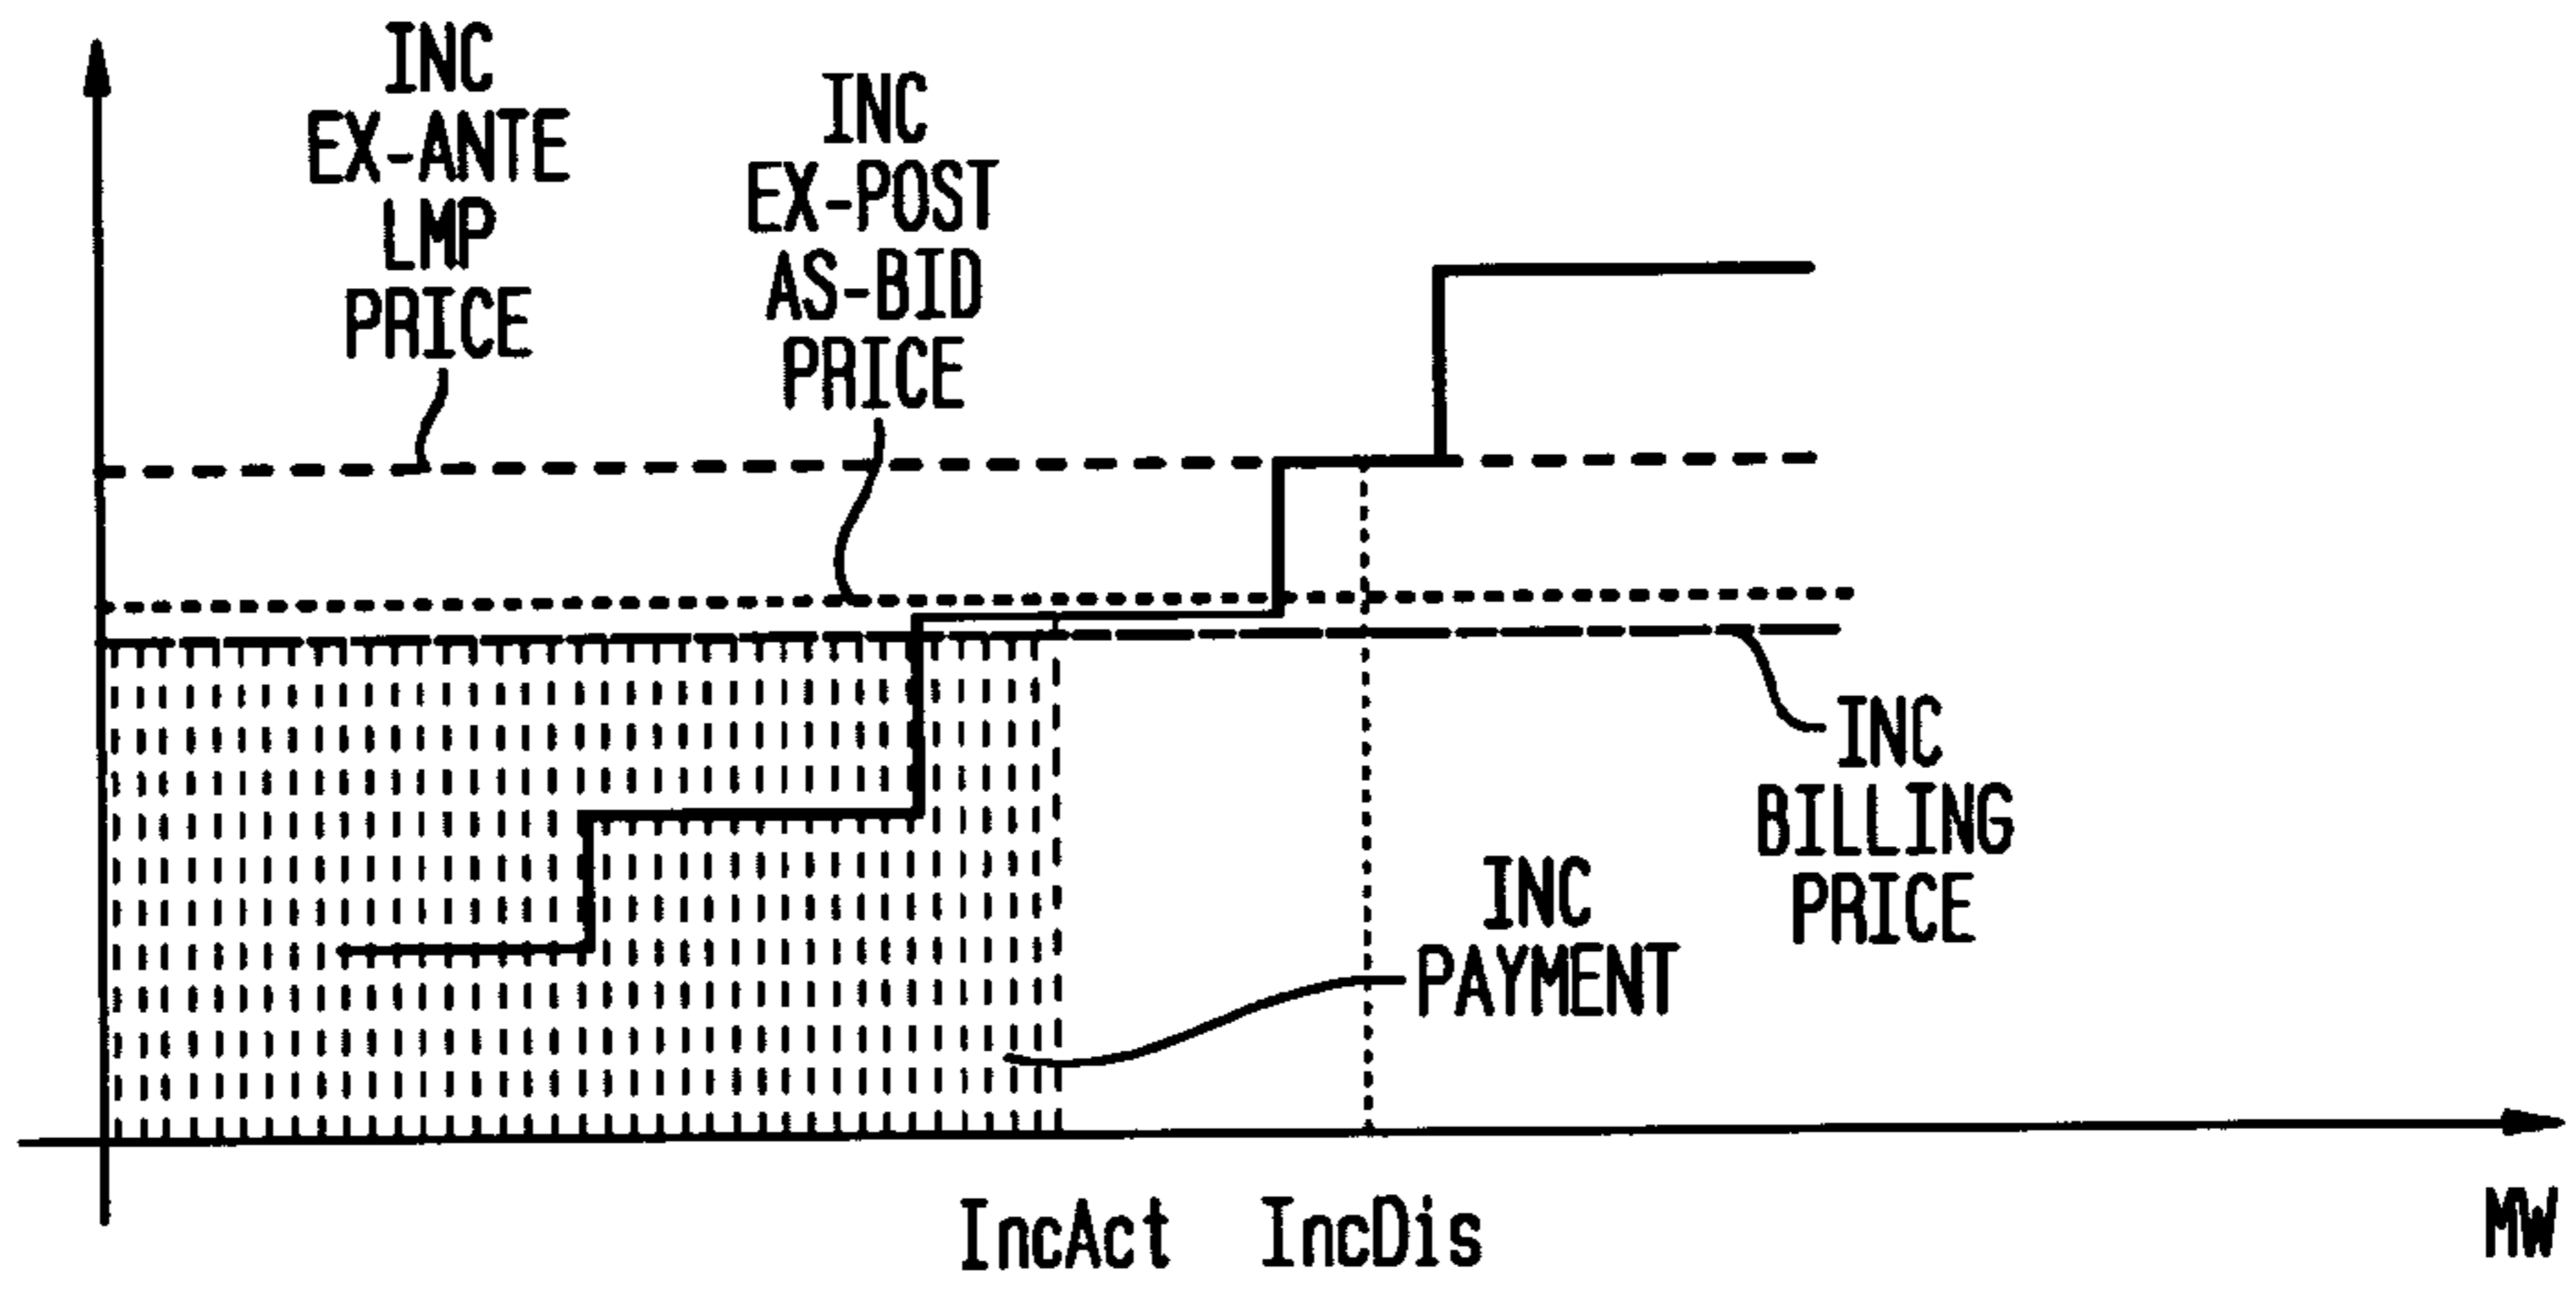 INC
EX-ANTE
LMP
PRICE
INC
EX-POST
AS-BID
PRICE
INC
BILLING
PRICE
INC
PAYMENT
IncAct
IncDis
MW